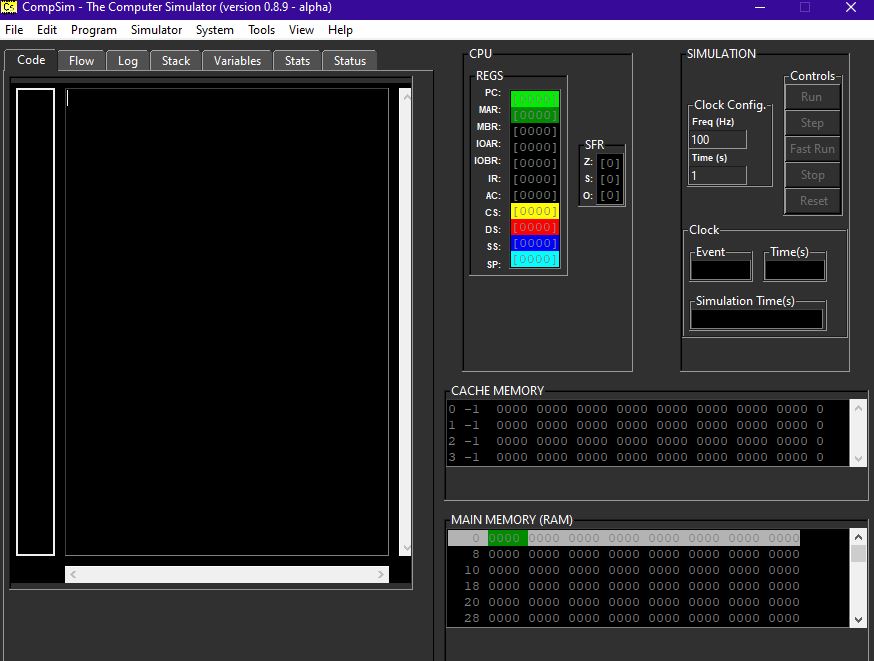 CS CompSim - The Computer Simulator (version 0.8.9 - alpha)
File Edit Program Simulator System Tools View Help
Code Flow Log Stack Variables Stats Status
CPU
REGS
PC: [0000]
MAR: [0000]
MBR: [0000]
IOAR: [0000]
IOBR: [0000]
IR: [0000]
AC: [0000]
CS: [0000]
DS: [0000]
SS: [0000]
SP: [0000]
SFR
Z: [0]
S: [0]
O: [0]
SIMULATION
Clock Config.
Freq (Hz)
100
Time (s)
1
Controls
Run
Step
Fast Run
Stop
Reset
Clock
Event
Time(s)
Simulation Time(s)
CACHE MEMORY
0 -1 0000 0000 0000 0000 0000 0000 0000 0000 0
1 -1 0000 0000 0000 0000 0000 0000 0000 0000 0
2 -1 0000 0000 0000 0000 0000 0000 0000 0000 0
3 -1 0000 0000 0000 0000 0000 0000 0000 0000 0
MAIN MEMORY (RAM)
0 0000 0000 0000 0000 0000 0000 0000 0000
8 0000 0000 0000 0000 0000 0000 0000 0000
10 0000 0000 0000 0000 0000 0000 0000 0000
18 0000 0000 0000 0000 0000 0000 0000 0000
20 0000 0000 0000 0000 0000 0000 0000 0000
28 0000 0000 0000 0000 0000 0000 0000 0000